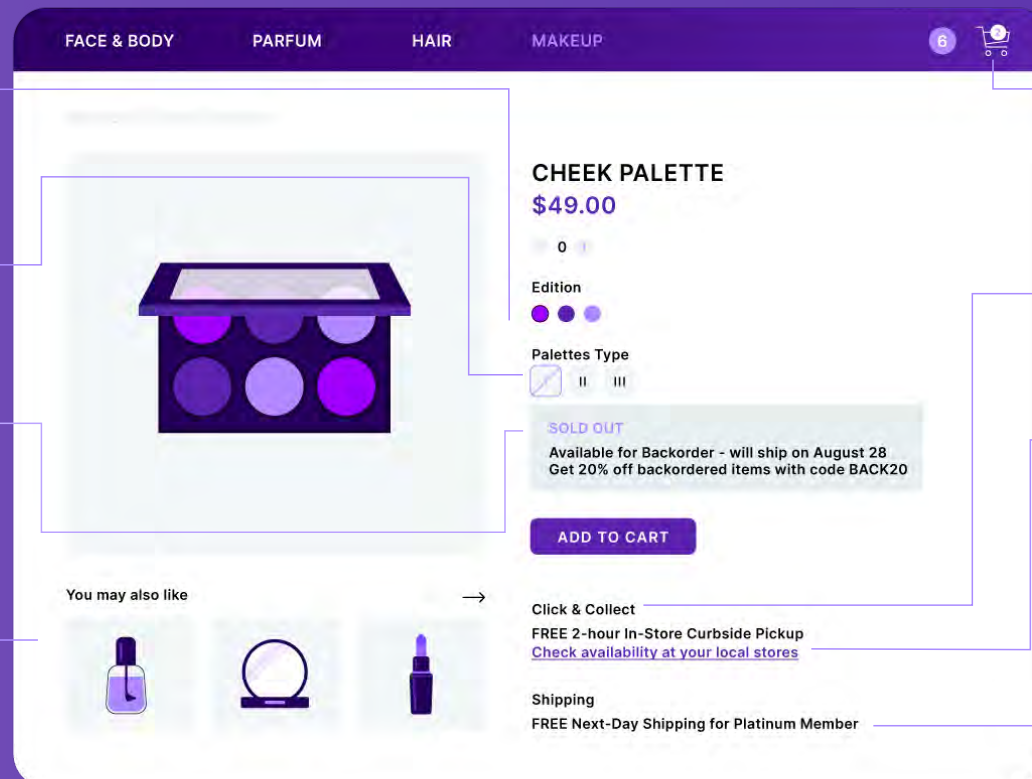 FACE & BODY PARFUM HAIR MAKEUP 6 2
CHEEK PALETTE
$49.00
0
Edition
Palettes Type
II III
SOLD OUT
Available for Backorder - will ship on August 28
Get 20% off backordered items with code BACK20
ADD TO CART
You may also like
Click & Collect
FREE 2-hour In-Store Curbside Pickup
Check availability at your local stores
Shipping
FREE Next-Day Shipping for Platinum Member